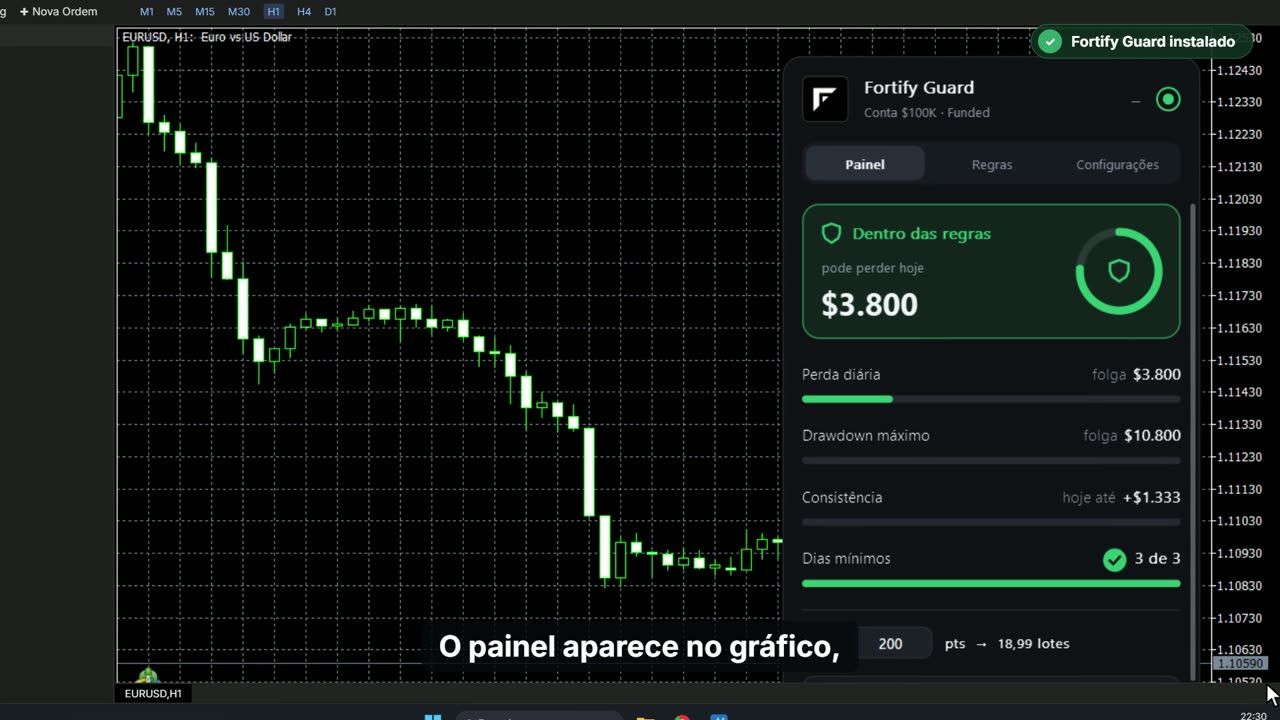 g + Nova Ordem M1 M5 M15 M30 H1 H4 D1
EURUSD, H1: Euro vs US Dollar
Fortify Guard instalado
Fortify Guard
Conta $100K · Funded
Painel Regras Configurações
Dentro das regras
pode perder hoje
$3.800
Perda diária folga $3.800
Drawdown máximo folga $10.800
Consistência hoje até +$1.333
Dias mínimos 3 de 3
200 pts → 18,99 lotes
1.12430
1.12330
1.12230
1.12130
1.12030
1.11930
1.11830
1.11730
1.11630
1.11530
1.11430
1.11330
1.11230
1.11130
1.11030
1.10930
1.10830
1.10730
1.10630
1.10590
1.10530
O painel aparece no gráfico,
EURUSD,H1
22:30